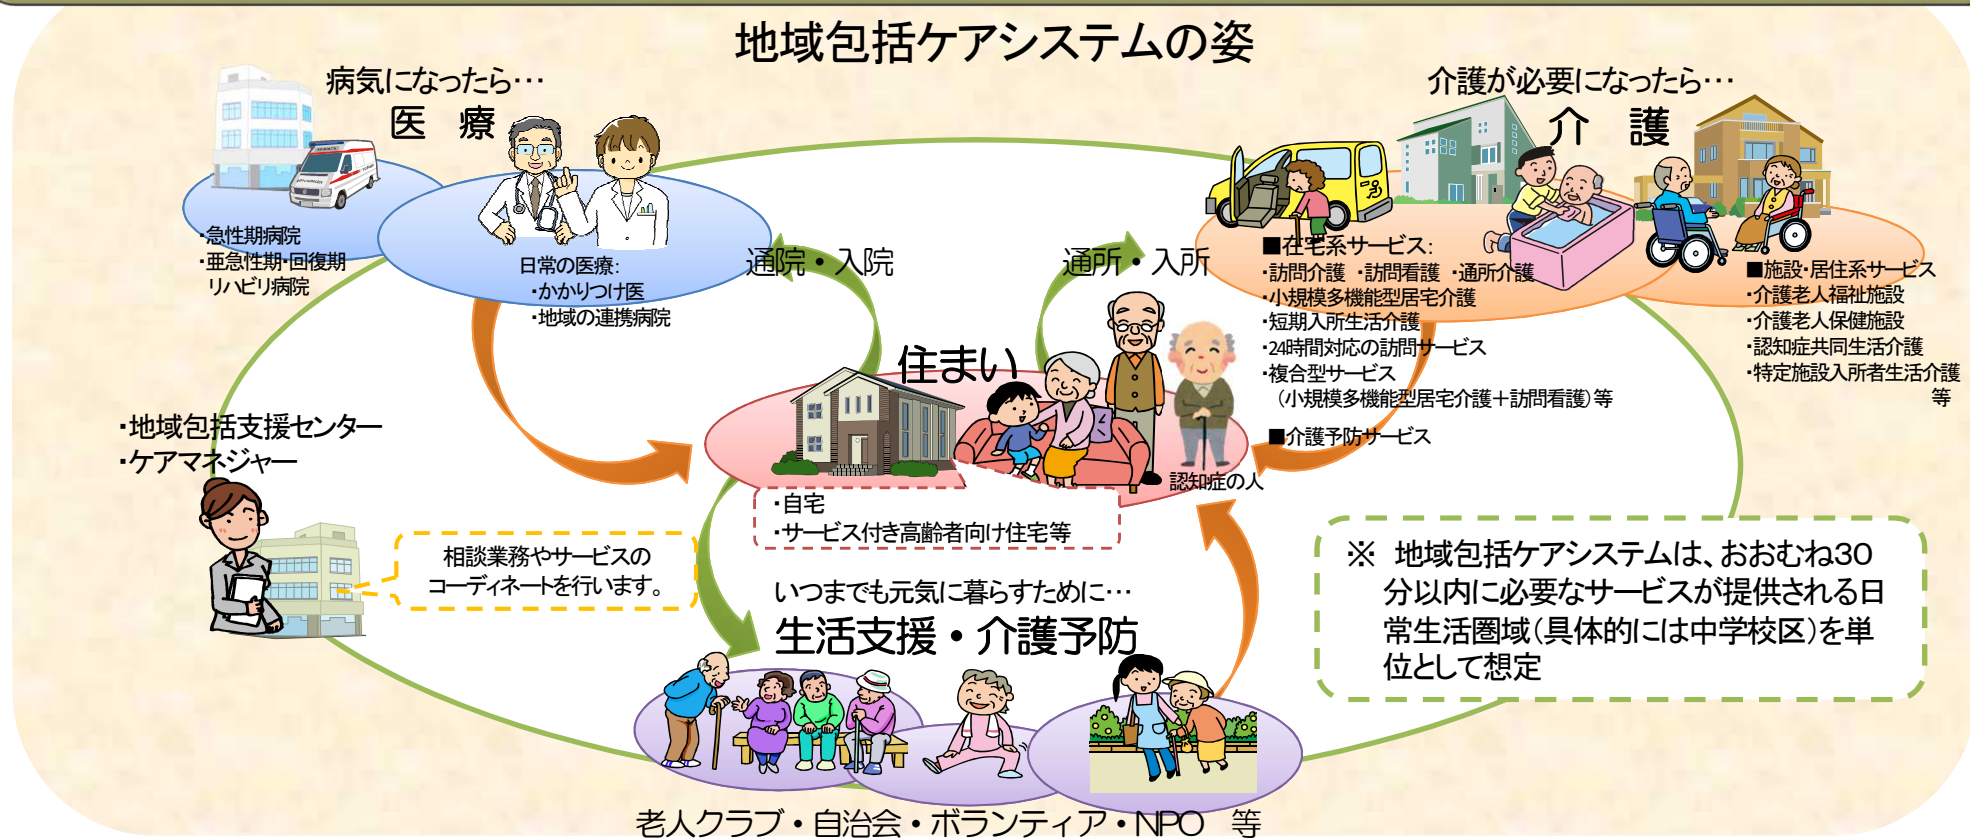 地域包括ケアシステムの姿
病気になったら…
医　療
・急性期病院
・亜急性期・回復期
リハビリ病院
日常の医療:
・かかりつけ医
・地域の連携病院
通院・入院
通所・入所
介護が必要になったら…
介　護
■在宅系サービス:
・訪問介護　・訪問看護　・通所介護
・小規模多機能型居宅介護
・短期入所生活介護
・24時間対応の訪問サービス
・複合型サービス
（小規模多機能型居宅介護＋訪問看護）等
■介護予防サービス
■施設・居住系サービス
・介護老人福祉施設
・介護老人保健施設
・認知症共同生活介護
・特定施設入所者生活介護
等
住まい
認知症の人
・自宅
・サービス付き高齢者向け住宅等
・地域包括支援センター
・ケアマネジャー
相談業務やサービスの
コーディネートを行います。
いつまでも元気に暮らすために…
生活支援・介護予防
老人クラブ・自治会・ボランティア・NPO　等
※　地域包括ケアシステムは、おおむね30
分以内に必要なサービスが提供される日
常生活圏域（具体的には中学校区）を単
位として想定